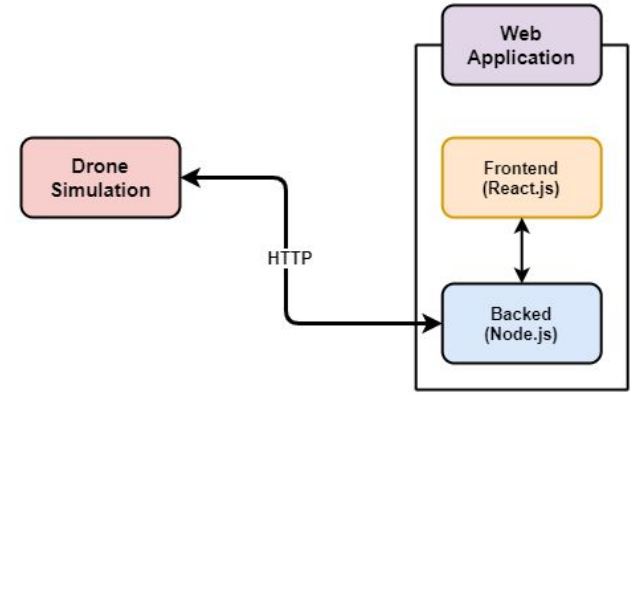 Web
Application
Drone
Simulation
Frontend
(React.js)
HTTP
Backed
(Node.js)